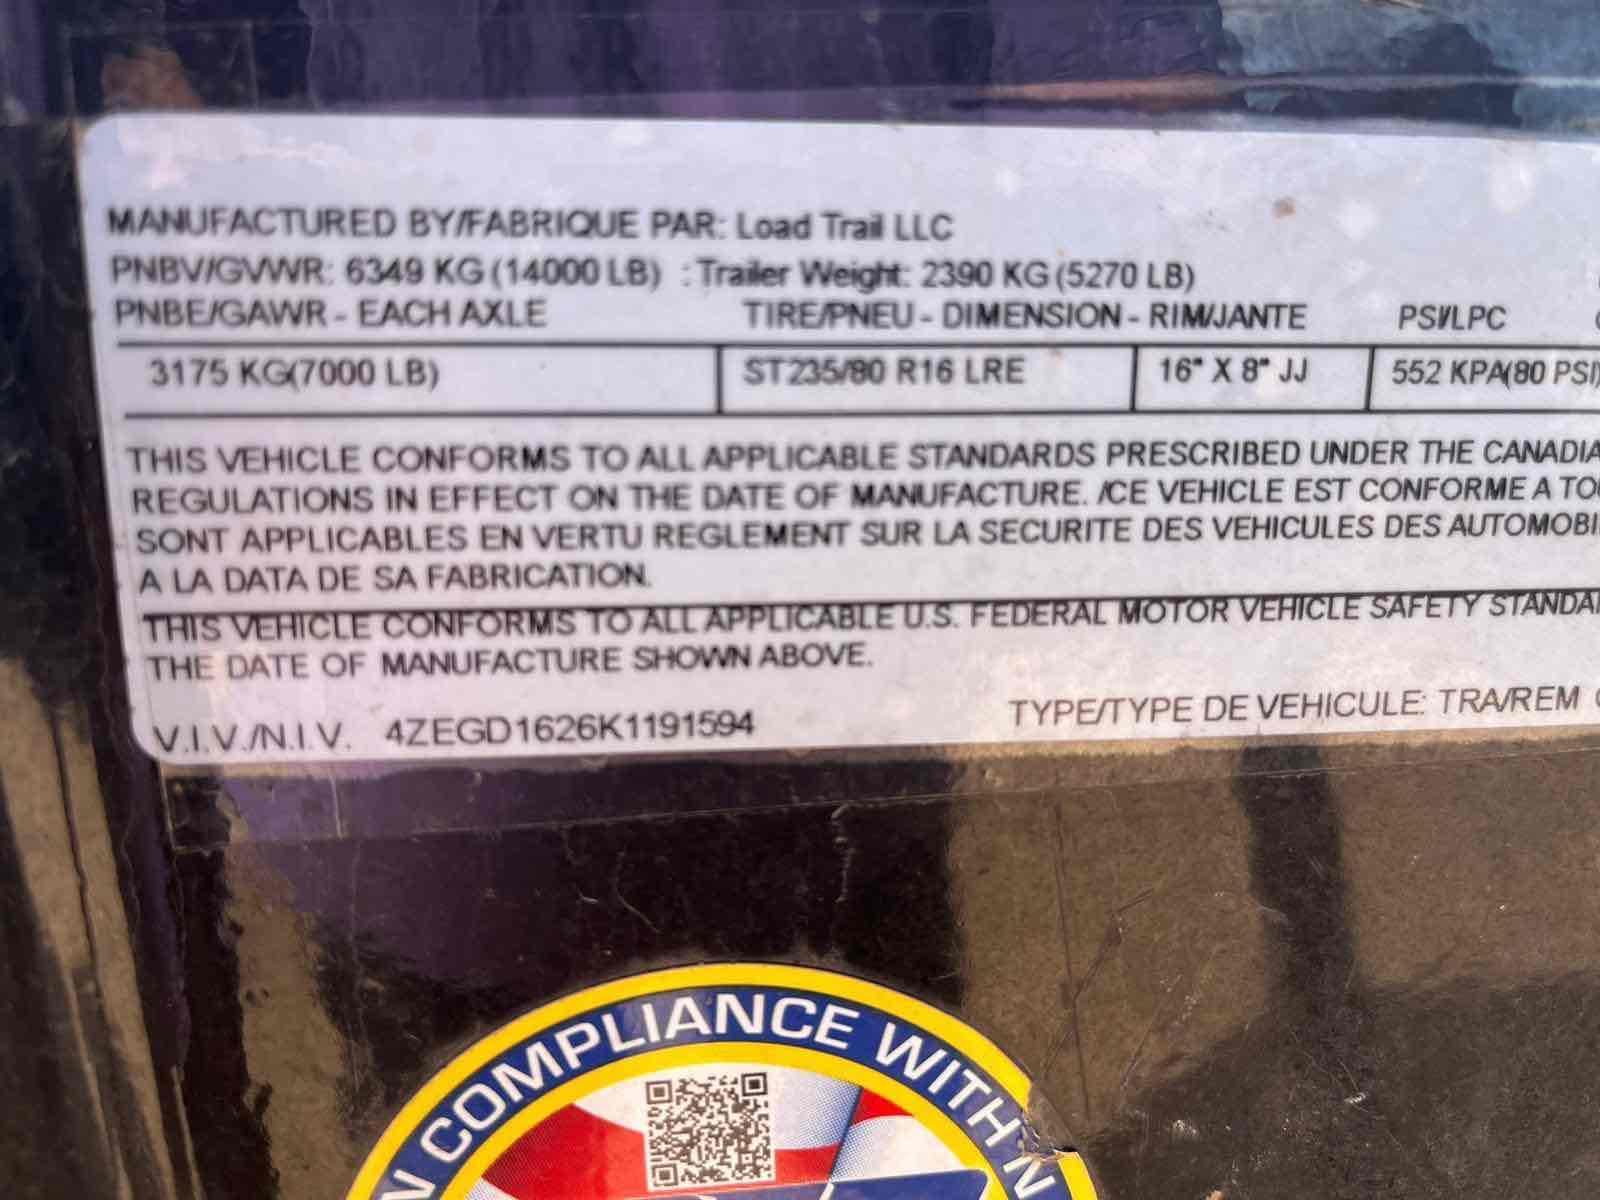 MANUFACTURED BY/FABRIQUE PAR: Load Trail LLC
PNBV/GVWR: 6349 KG (14000 LB) : Trailer Weight: 2390 KG (5270 LB)
PNBE/GAWR - EACH AXLE TIRE/PNEU - DIMENSION - RIM/JANTE PSI/LPC
3175 KG(7000 LB) ST235/80 R16 LRE 16" X 8" JJ 552 KPA(80 PSI)
THIS VEHICLE CONFORMS TO ALL APPLICABLE STANDARDS PRESCRIBED UNDER THE CANADIA
REGULATIONS IN EFFECT ON THE DATE OF MANUFACTURE. /CE VEHICLE EST CONFORME A TOU
SONT APPLICABLES EN VERTU REGLEMENT SUR LA SECURITE DES VEHICULES DES AUTOMOBI
A LA DATA DE SA FABRICATION.
THIS VEHICLE CONFORMS TO ALL APPLICABLE U.S. FEDERAL MOTOR VEHICLE SAFETY STANDA
THE DATE OF MANUFACTURE SHOWN ABOVE.
V.I.V./N.I.V. 4ZEGD1626K1191594 TYPE/TYPE DE VEHICULE: TRA/REM
N COMPLIANCE WITH N